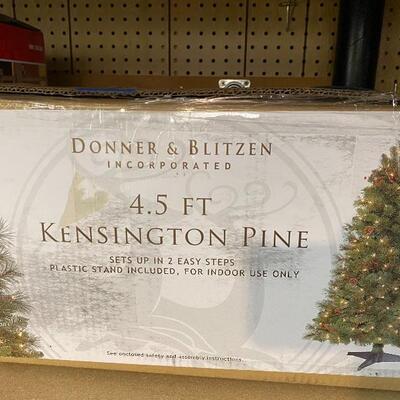 DONNER & BLITZEN
INCORPORATED
4.5 FT
KENSINGTON PINE
SETS UP IN 2 EASY STEPS
PLASTIC STAND INCLUDED, FOR INDOOR USE ONLY
See enclosed safety and assembly instructions.